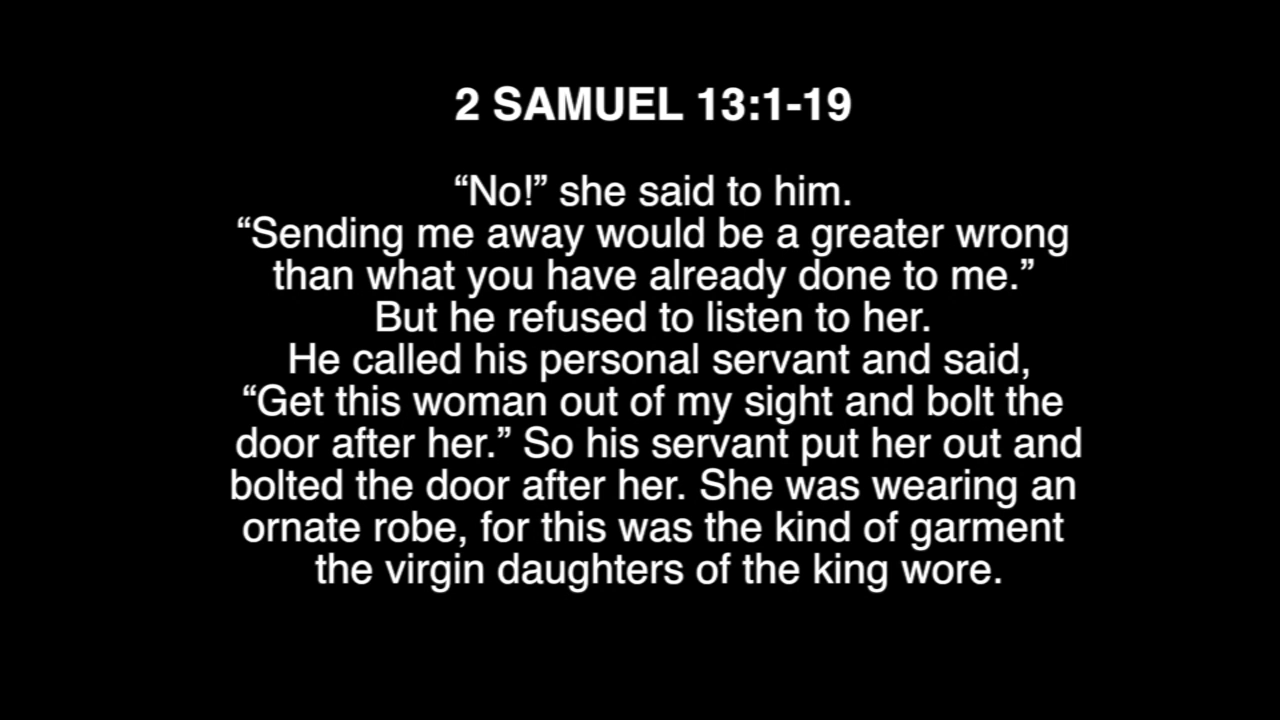 2 SAMUEL 13:1-19
“No!” she said to him.
“Sending me away would be a greater wrong
than what you have already done to me.”
But he refused to listen to her.
He called his personal servant and said,
“Get this woman out of my sight and bolt the
door after her.” So his servant put her out and
bolted the door after her. She was wearing an
ornate robe, for this was the kind of garment
the virgin daughters of the king wore.